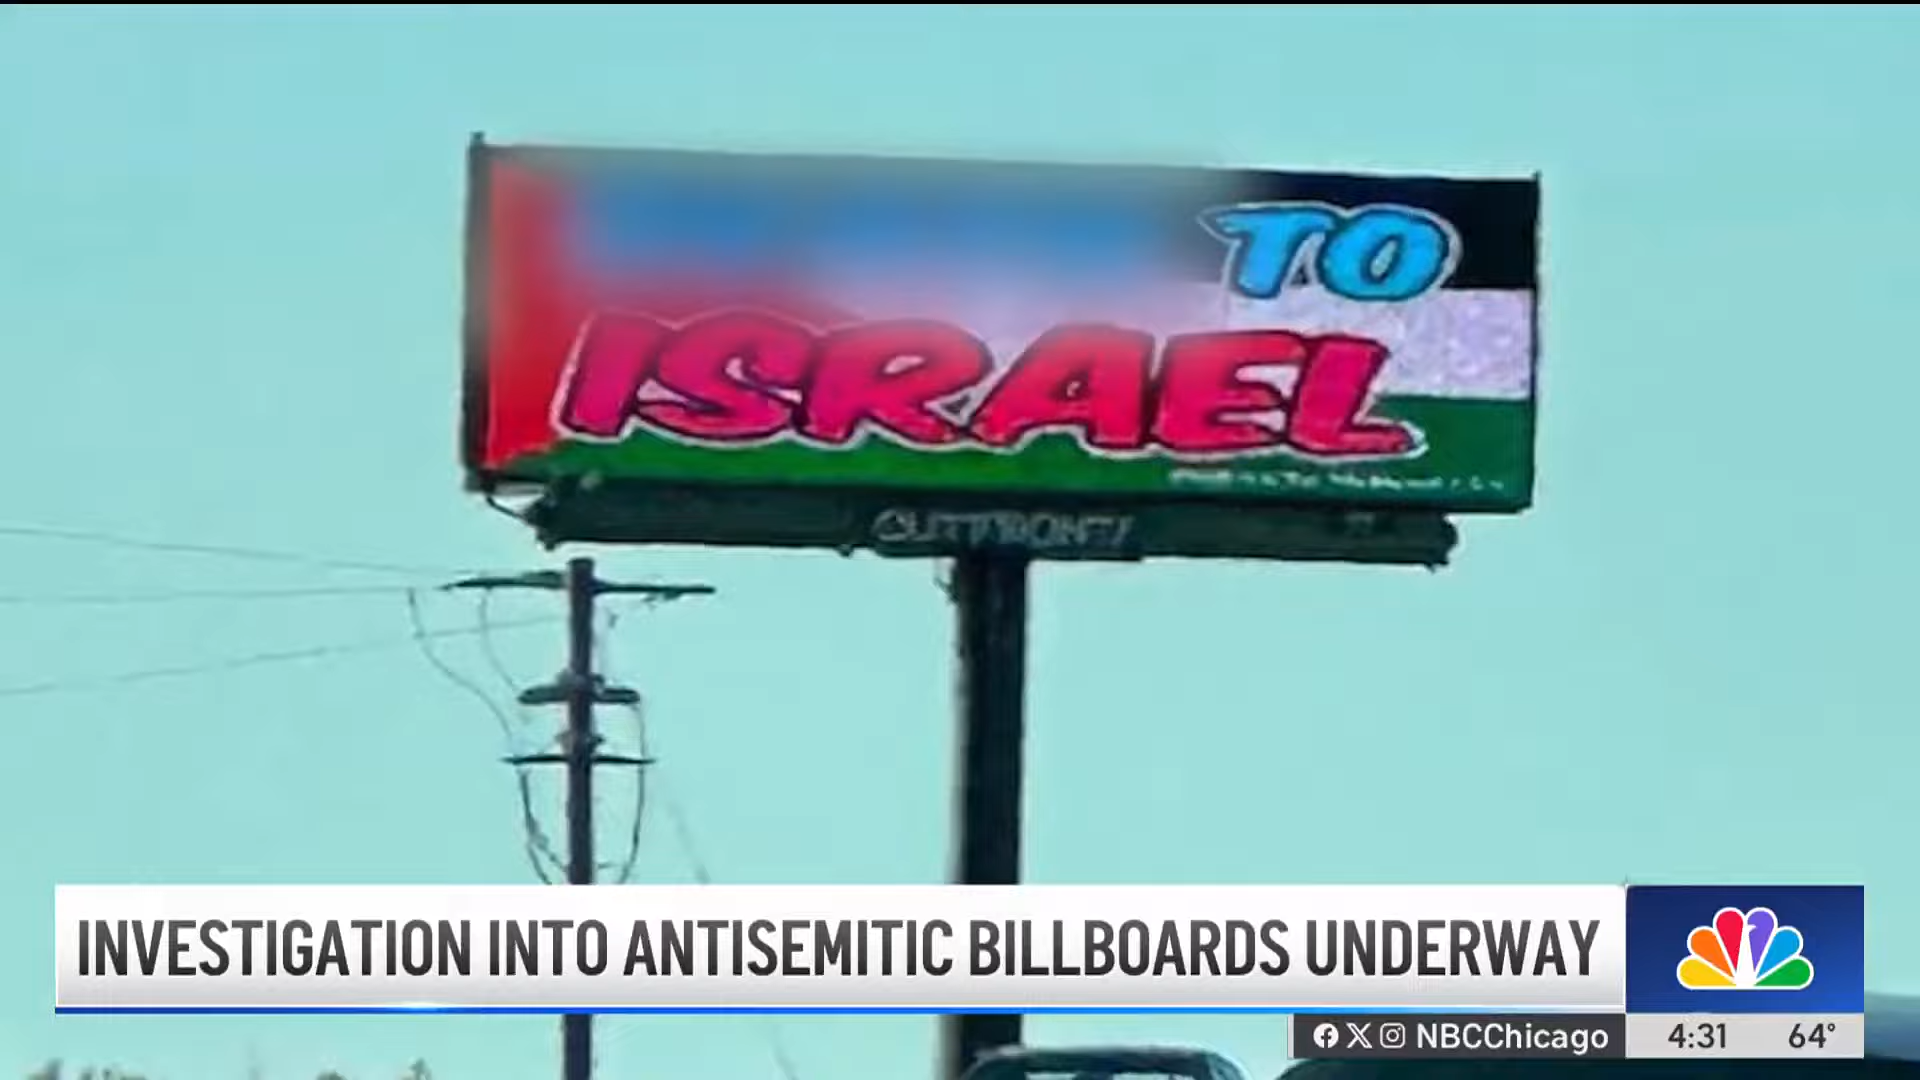 TO
ISRAEL
INVESTIGATION INTO ANTISEMITIC BILLBOARDS UNDERWAY
NBCChicago
4:31 64°